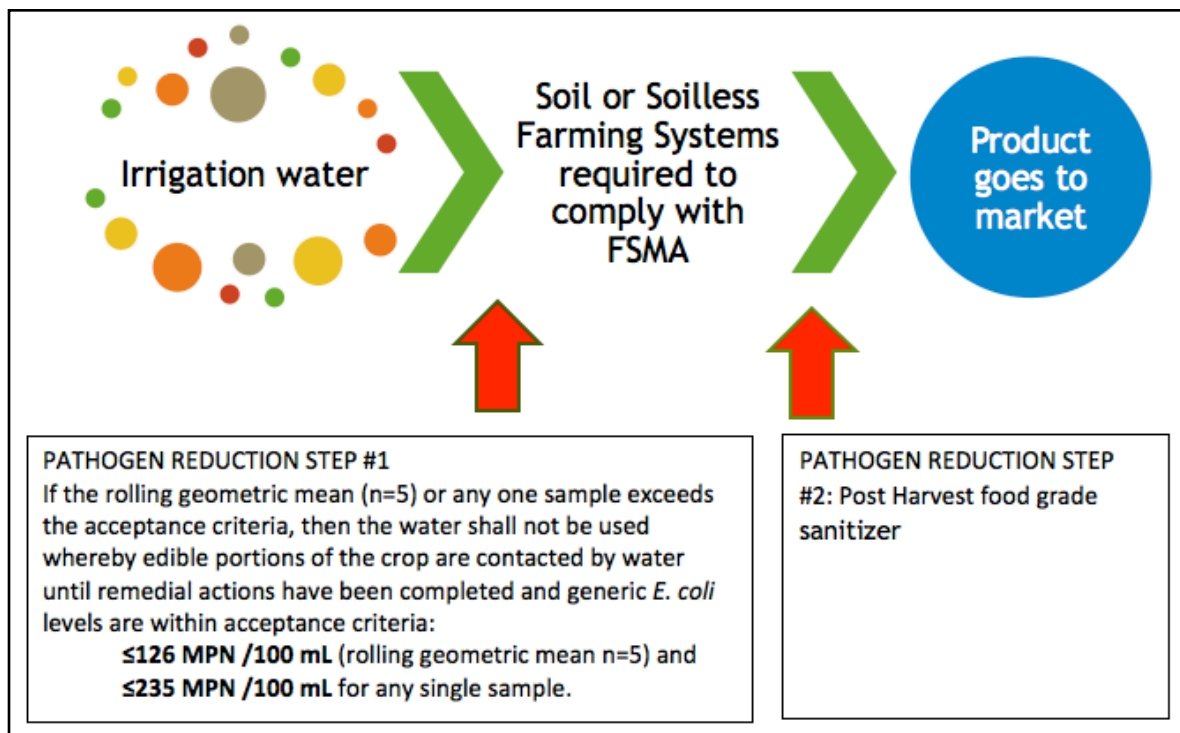 Irrigation water
Soil or Soilless
Farming Systems
required to
comply with
FSMA
Product
goes to
market
PATHOGEN REDUCTION STEP #1
If the rolling geometric mean (n=5) or any one sample exceeds
the acceptance criteria, then the water shall not be used
whereby edible portions of the crop are contacted by water
until remedial actions have been completed and generic E. coli
levels are within acceptance criteria:
≤126 MPN /100 mL (rolling geometric mean n=5) and
≤235 MPN /100 mL for any single sample.
PATHOGEN REDUCTION STEP
#2: Post Harvest food grade
sanitizer